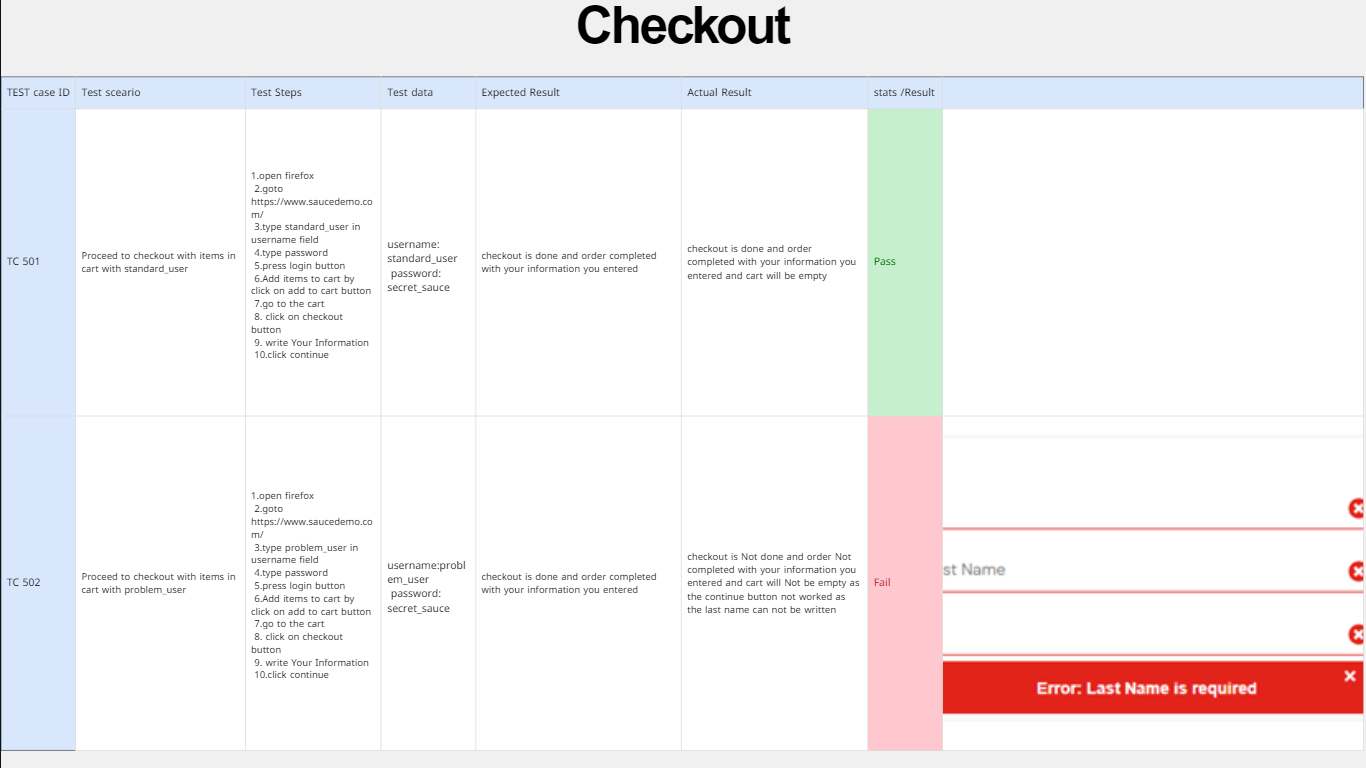 Checkout
TEST case ID
Test sceario
Test Steps
Test data
Expected Result
Actual Result
stats /Result
TC 501
Proceed to checkout with items in
cart with standard_user
1.open firefox
2.goto
https://www.saucedemo.co
m/
3.type standard_user in
username field
4.type password
5.press login button
6.Add items to cart by
click on add to cart button
7.go to the cart
8. click on checkout
button
9. write Your Information
10.click continue
username:
standard_user
password:
secret_sauce
checkout is done and order completed
with your information you entered
checkout is done and order
completed with your information you
entered and cart will be empty
Pass
TC 502
Proceed to checkout with items in
cart with problem_user
1.open firefox
2.goto
https://www.saucedemo.co
m/
3.type problem_user in
username field
4.type password
5.press login button
6.Add items to cart by
click on add to cart button
7.go to the cart
8. click on checkout
button
9. write Your Information
10.click continue
username:probl
em_user
password:
secret_sauce
checkout is done and order completed
with your information you entered
checkout is Not done and order Not
completed with your information you
entered and cart will Not be empty as
the continue button not worked as
the last name can not be written
Fail
st Name
Error: Last Name is required